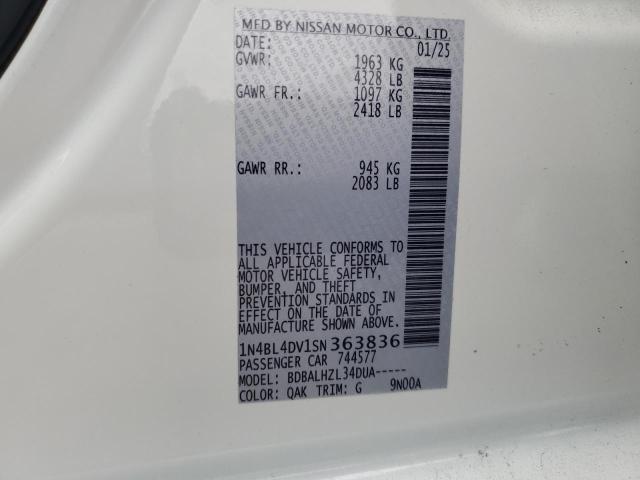 MFD BY NISSAN MOTOR CO., LTD.
DATE: 01/25
GVWR: 1963 KG
4328 LB
GAWR FR.: 1097 KG
2418 LB
GAWR RR.: 945 KG
2083 LB
THIS VEHICLE CONFORMS TO
ALL APPLICABLE FEDERAL
MOTOR VEHICLE SAFETY,
BUMPER, AND THEFT
PREVENTION STANDARDS IN
EFFECT ON THE DATE OF
MANUFACTURE SHOWN ABOVE.
1N4BL4DV1SN363836
PASSENGER CAR 744577
MODEL: BDBALHZL34DUA-----
COLOR: QAK TRIM: G 9N00A